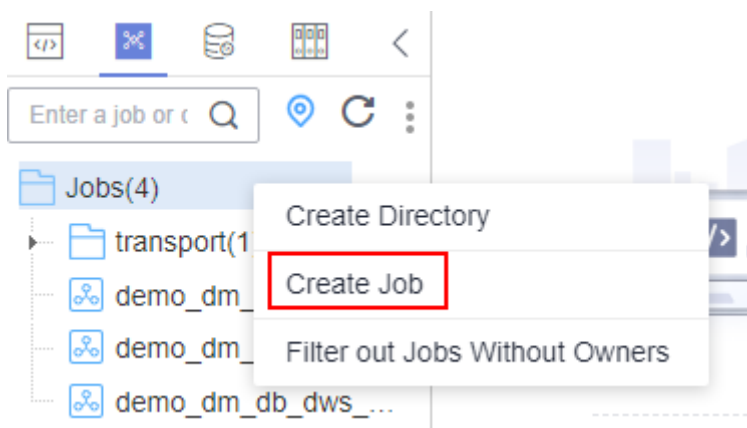 Enter a job or c
Jobs(4)
Create Directory
transport(1
Create Job
demo_dm_
demo_dm_
Filter out Jobs Without Owners
demo_dm_db_dws_...